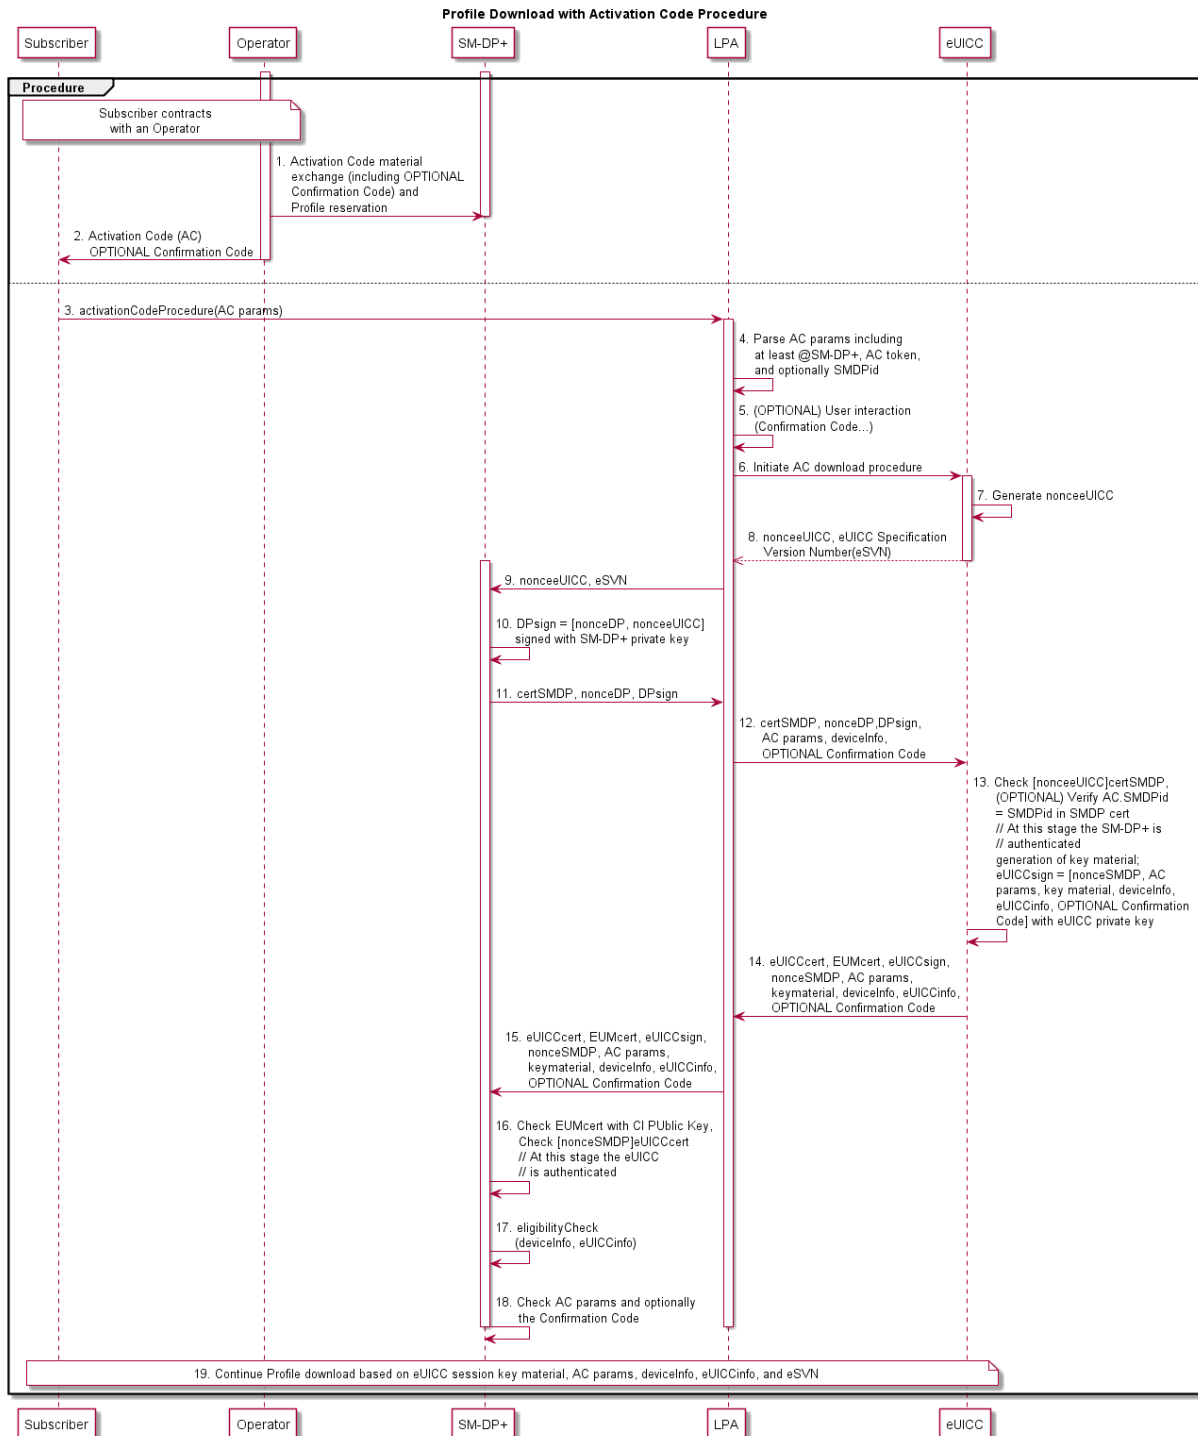 Profile Download with Activation Code Procedure
Subscriber
Operator
SM-DP+
LPA
eUICC
Procedure
Subscriber contracts
with an Operator
1. Activation Code material
exchange (including OPTIONAL
Confirmation Code) and
Profile reservation
2. Activation Code (AC)
OPTIONAL Confirmation Code
3. activationCodeProcedure(AC params)
4. Parse AC params including
at least @SM-DP+, AC token,
and optionally SMDPid
5. (OPTIONAL) User interaction
(Confirmation Code...)
6. Initiate AC download procedure
7. Generate nonceeUICC
8. nonceeUICC, eUICC Specification
Version Number(eSVN)
9. nonceeUICC, eSVN
10. DPsign = [nonceDP, nonceeUICC]
signed with SM-DP+ private key
11. certSMDP, nonceDP, DPsign
12. certSMDP, nonceDP,DPsign,
AC params, deviceInfo,
OPTIONAL Confirmation Code
13. Check [nonceeUICC]certSMDP,
(OPTIONAL) Verify AC.SMDPid
= SMDPid in SMDP cert
// At this stage the SM-DP+ is
// authenticated
generation of key material;
eUICCsign = [nonceSMDP, AC
params, key material, deviceInfo,
eUICCinfo, OPTIONAL Confirmation
Code] with eUICC private key
14. eUICCcert, EUMcert, eUICCsign,
nonceSMDP, AC params,
keymaterial, deviceInfo, eUICCinfo,
OPTIONAL Confirmation Code
15. eUICCcert, EUMcert, eUICCsign,
nonceSMDP, AC params,
keymaterial, deviceInfo, eUICCinfo,
OPTIONAL Confirmation Code
16. Check EUMcert with CI PUblic Key,
Check [nonceSMDP]eUICCcert
// At this stage the eUICC
// is authenticated
17. eligibilityCheck
(deviceInfo, eUICCinfo)
18. Check AC params and optionally
the Confirmation Code
19. Continue Profile download based on eUICC session key material, AC params, deviceInfo, eUICCinfo, and eSVN
Subscriber
Operator
SM-DP+
LPA
eUICC